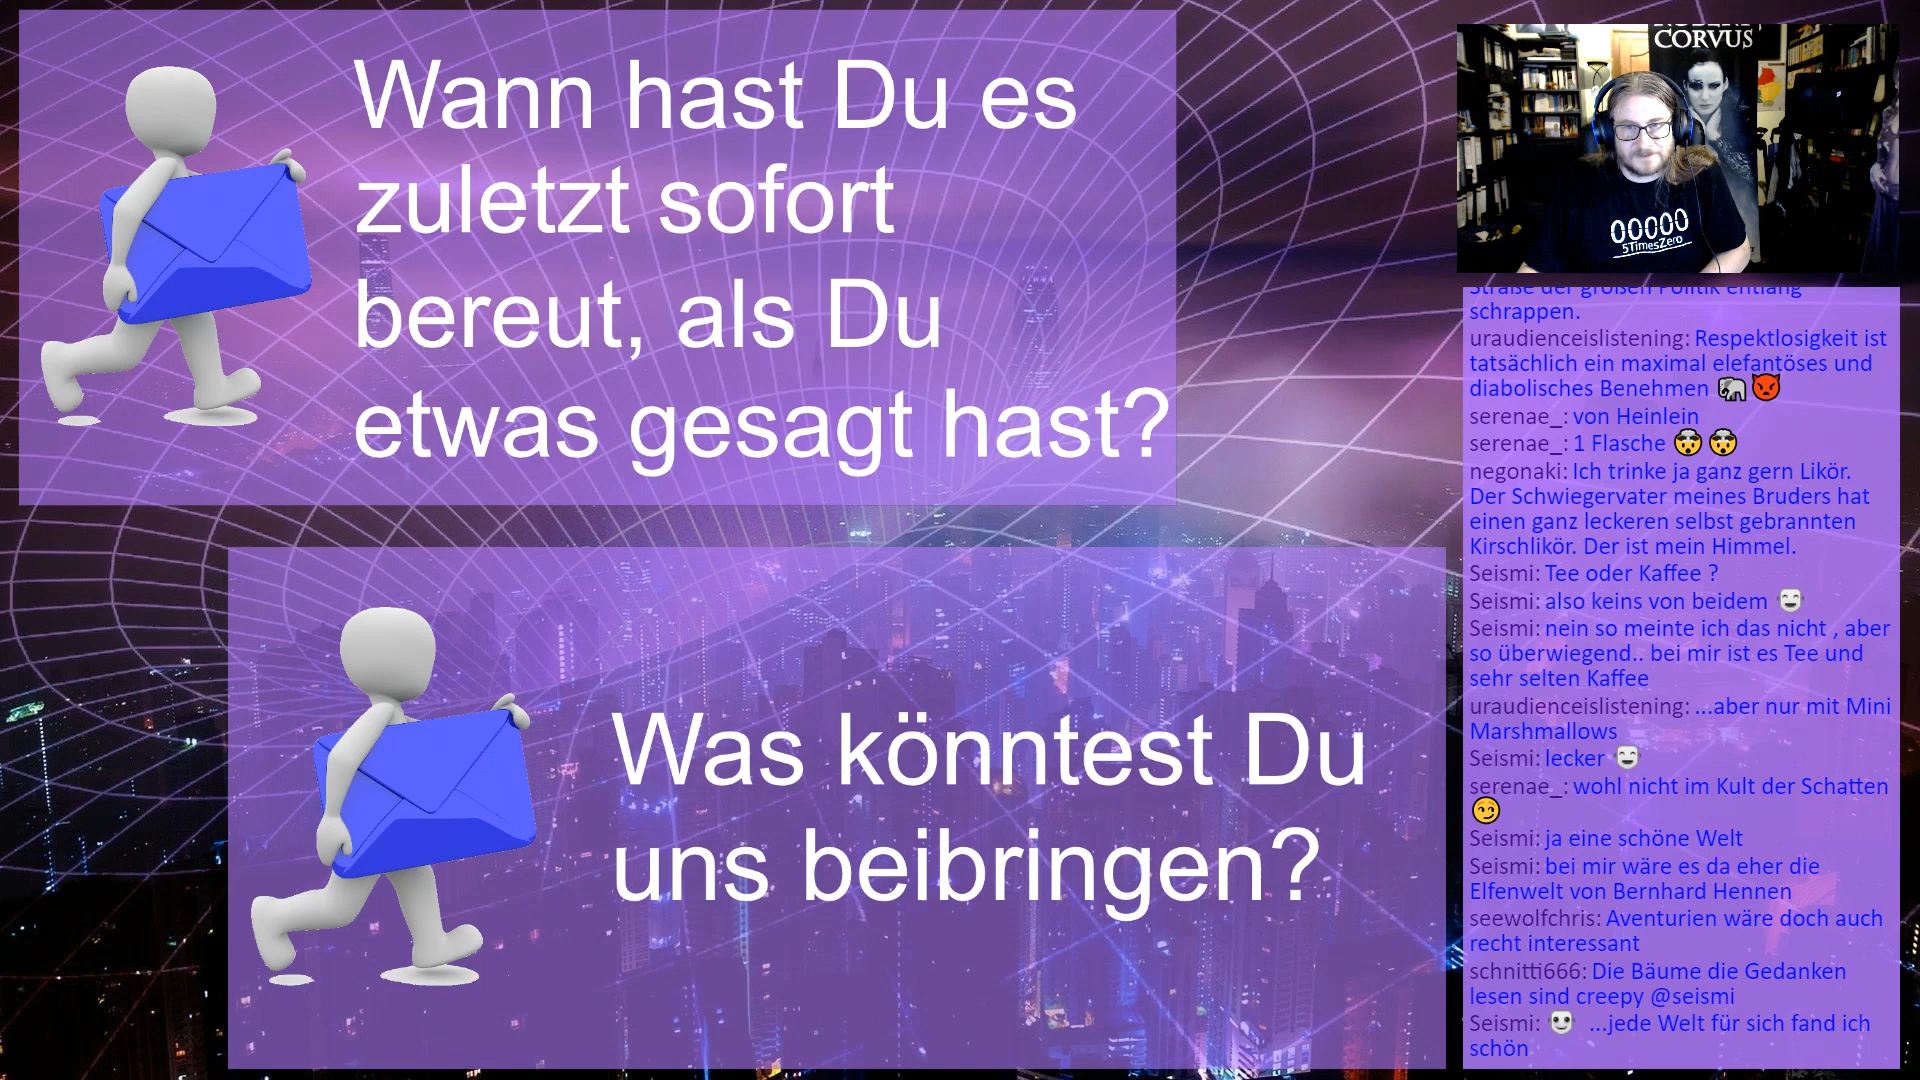 Wann hast Du es
zuletzt sofort
bereut, als Du
etwas gesagt hast?
Was könntest Du
uns beibringen?
CORVUS
00000
5TimesZero
Straße der großen Politik entlang
schrappen.
uraudienceislistening: Respektlosigkeit ist
tatsächlich ein maximal elefantöses und
diabolisches Benehmen 🐘👿
serenae_: von Heinlein
serenae_: 1 Flasche 🤯🤯
negonaki: Ich trinke ja ganz gern Likör.
Der Schwiegervater meines Bruders hat
einen ganz leckeren selbst gebrannten
Kirschlikör. Der ist mein Himmel.
Seismi: Tee oder Kaffee ?
Seismi: also keins von beidem
Seismi: nein so meinte ich das nicht , aber
so überwiegend.. bei mir ist es Tee und
sehr selten Kaffee
uraudienceislistening: ...aber nur mit Mini
Marshmallows
Seismi: lecker
serenae_: wohl nicht im Kult der Schatten
😏
Seismi: ja eine schöne Welt
Seismi: bei mir wäre es da eher die
Elfenwelt von Bernhard Hennen
seewolfchris: Aventurien wäre doch auch
recht interessant
schnitti666: Die Bäume die Gedanken
lesen sind creepy @seismi
Seismi: ...jede Welt für sich fand ich
schön